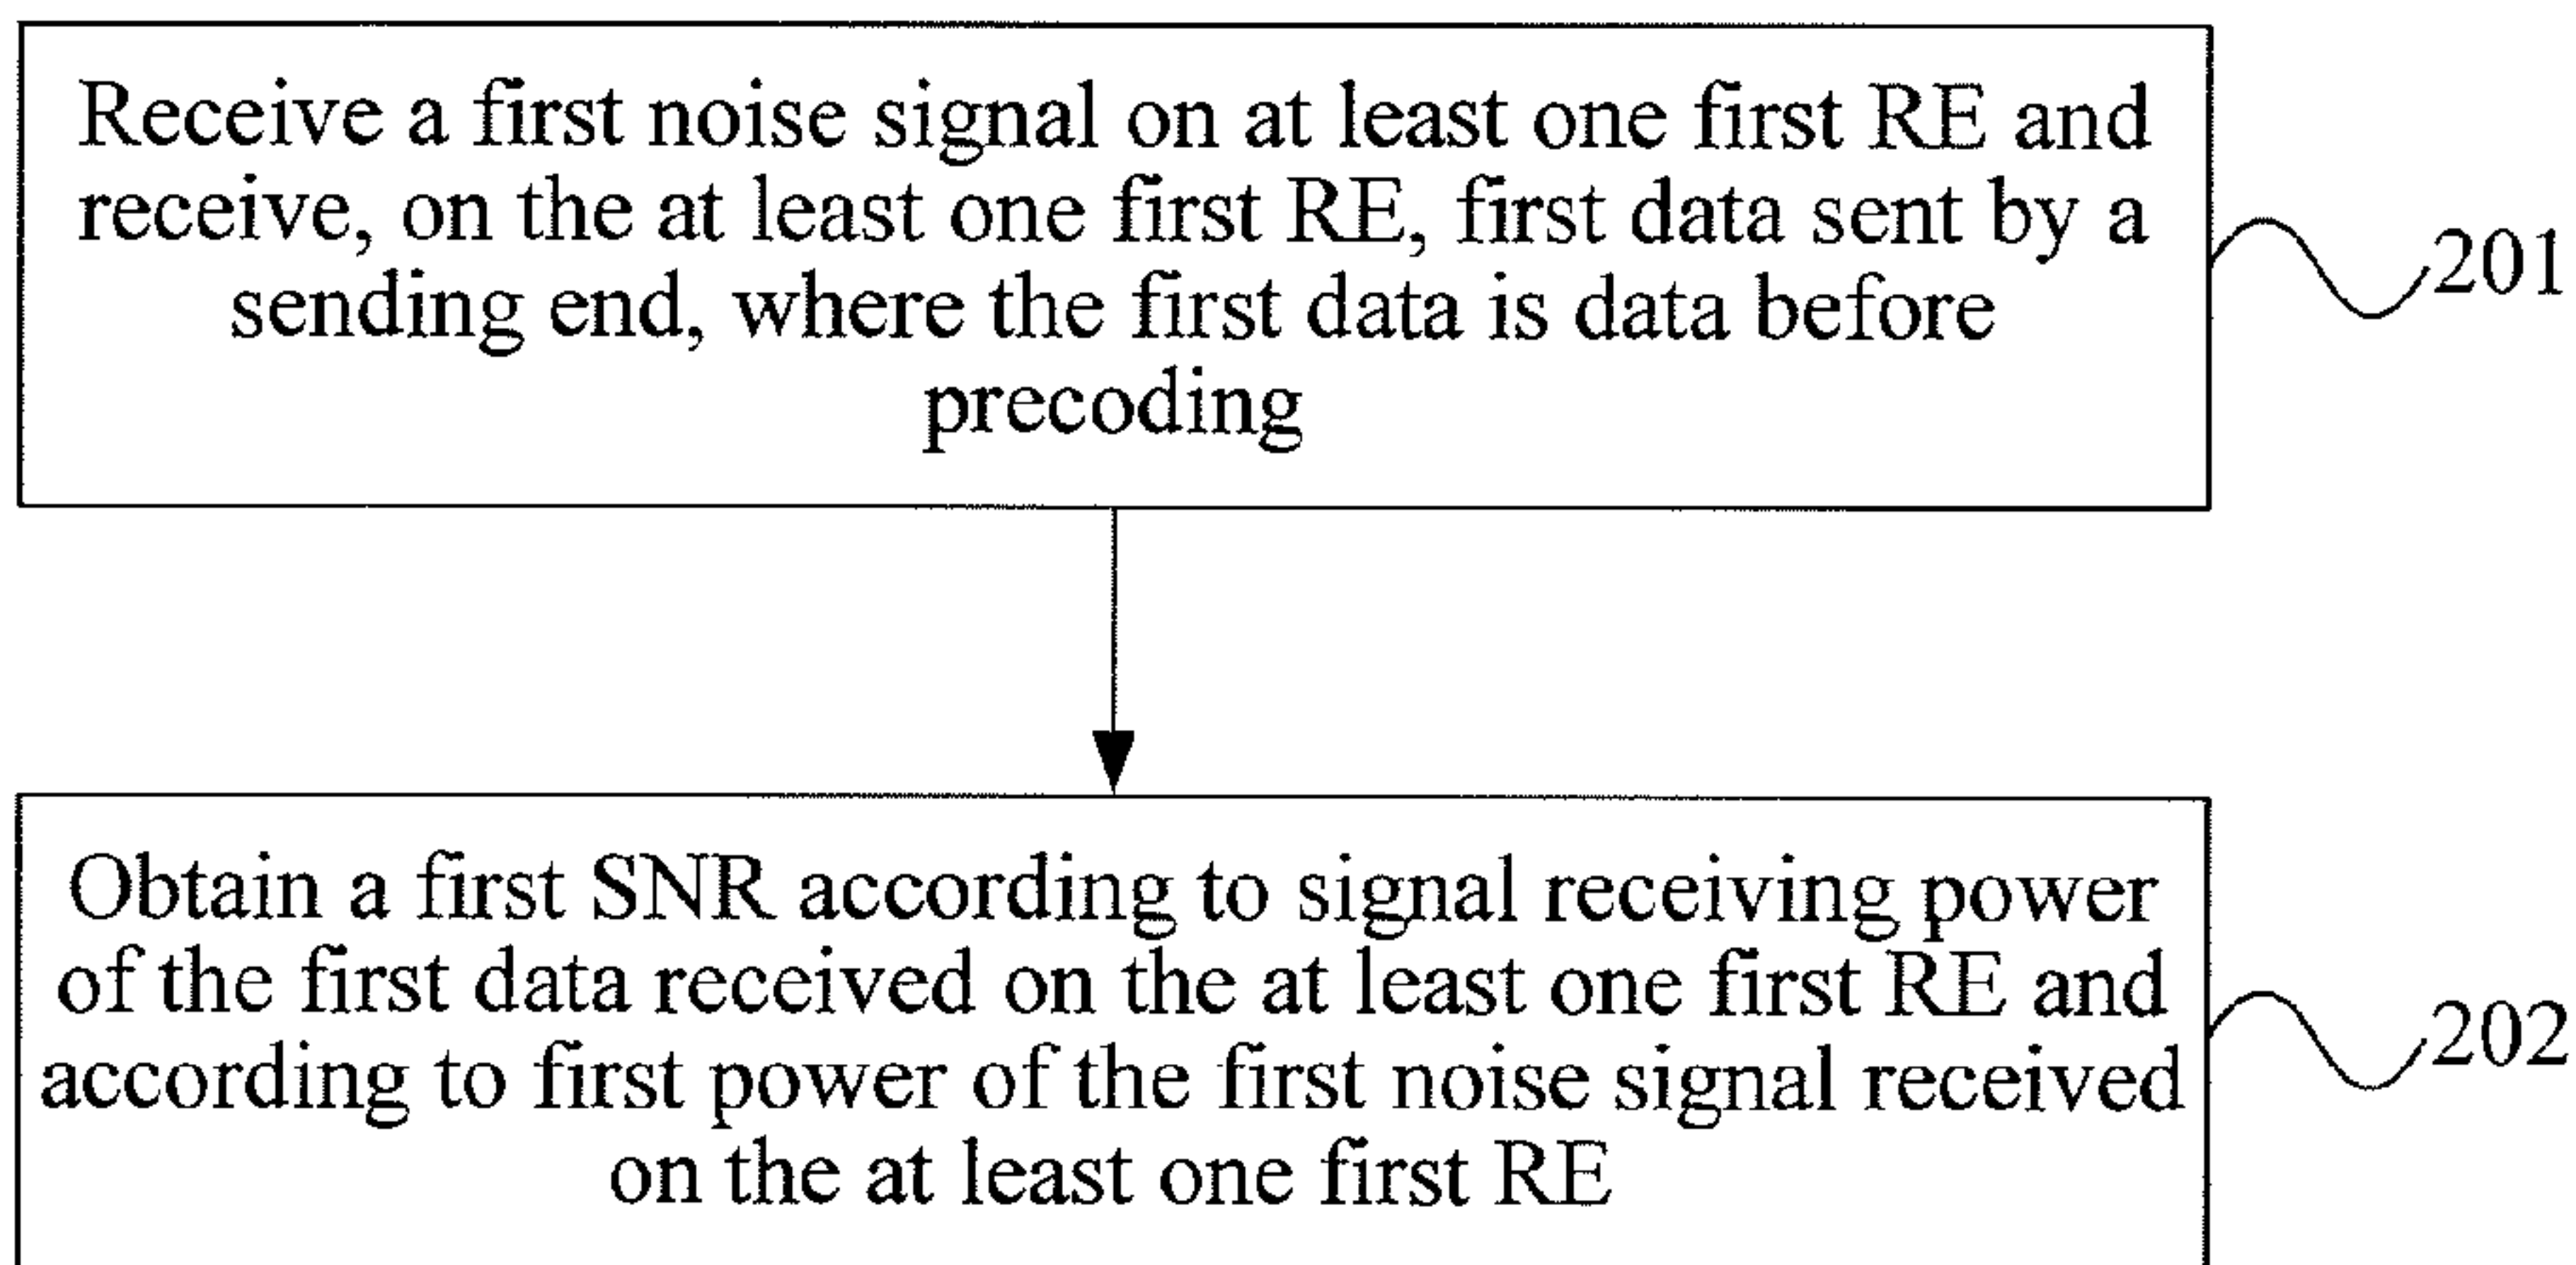 Receive a first noise signal on at least one first RE and
receive, on the at least one first RE, first data sent by a
sending end, where the first data is data before
precoding
201
Obtain a first SNR according to signal receiving power
of the first data received on the at least one first RE and
according to first power of the first noise signal received
on the at least one first RE
202